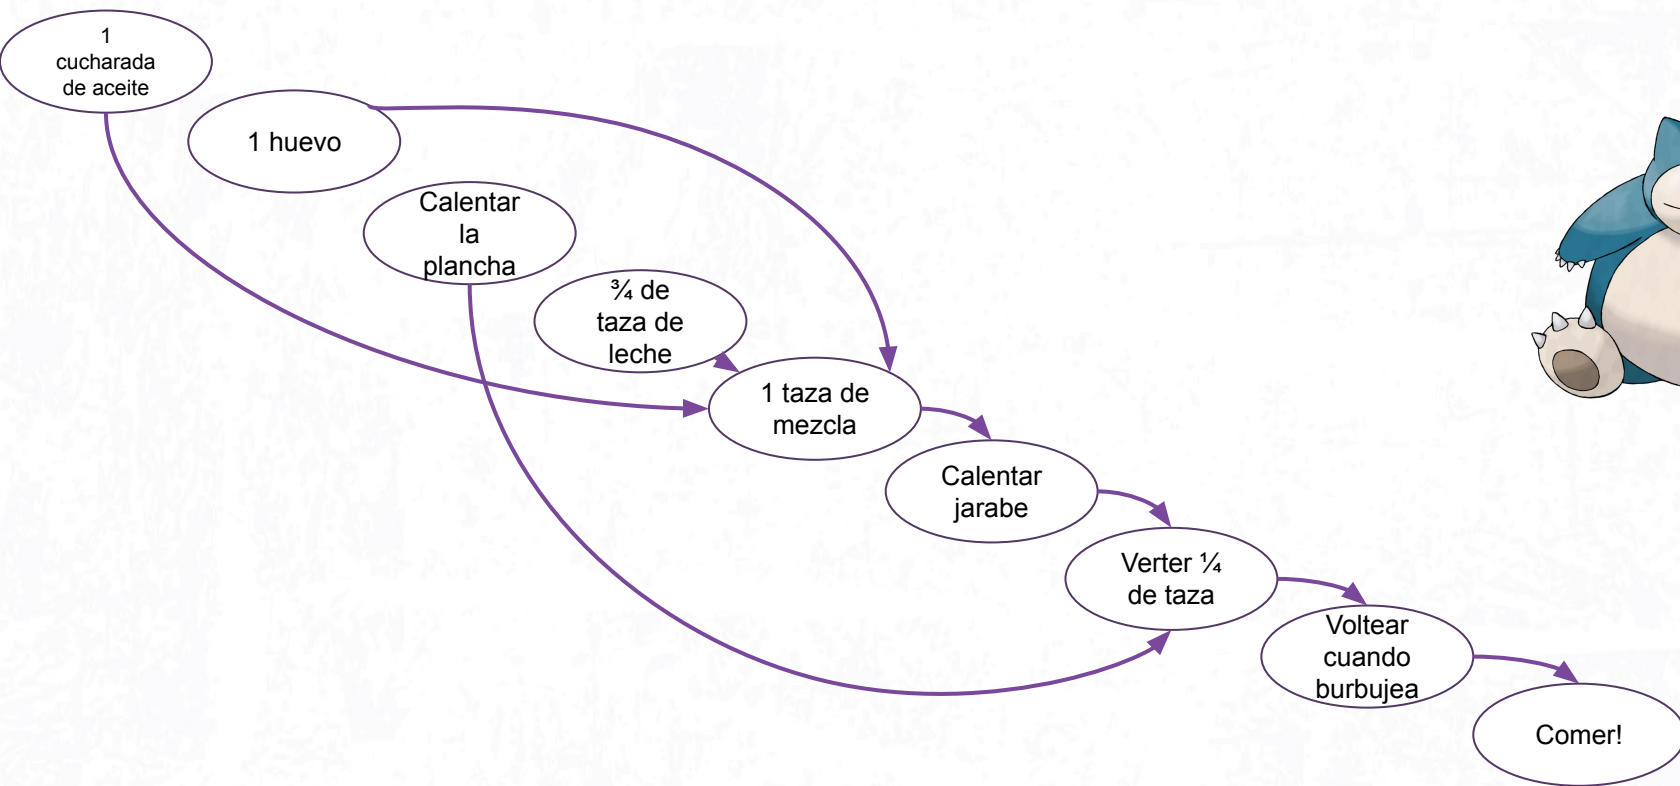 1
cucharada
de aceite
1 huevo
Calentar
la
plancha
¾ de
taza de
leche
1 taza de
mezcla
Calentar
jarabe
Verter ¼
de taza
Voltear
cuando
burbujea
Comer!